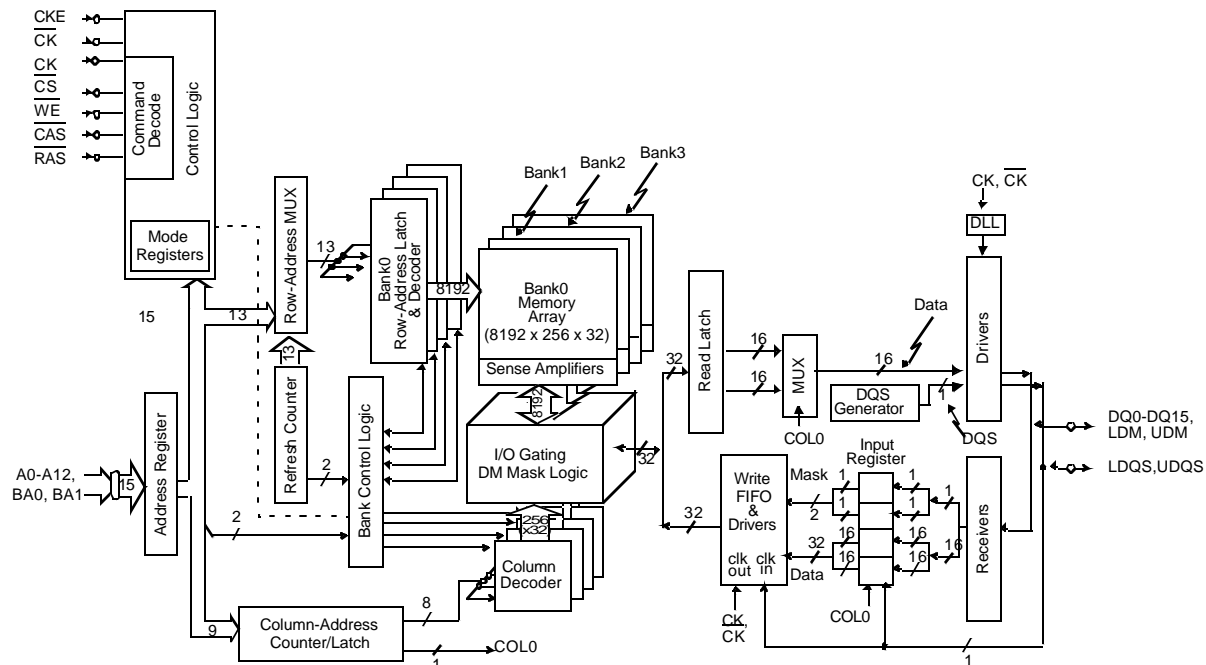 CKE
CK
CK
CS
WE
CAS
RAS
Command
Decode
Control Logic
Mode
Registers
15
13
Row-Address MUX
13
13
Refresh Counter
2
Bank0
Row-Address Latch
& Decoder
8192
Bank1
Bank2
Bank3
Bank0
Memory
Array
(8192 x 256 x 32)
Sense Amplifiers
8192
I/O Gating
DM Mask Logic
32
256
x32
Column
Decoder
Bank Control Logic
A0-A12,
BA0, BA1
15
Address Register
2
9
Column-Address
Counter/Latch
8
1
COL0
32
Read Latch
16
16
MUX
COL0
16
Data
DQS
Generator
1
DQS
CK, CK
DLL
Drivers
DQ0-DQ15,
LDM, UDM
LDQS,UDQS
32
Write
FIFO
&
Drivers
clk
out
clk
in
CK,
CK
Mask
2
32
Data
Input
Register
1
1
16
16
1
1
16
16
COL0
1
16
Receivers
1